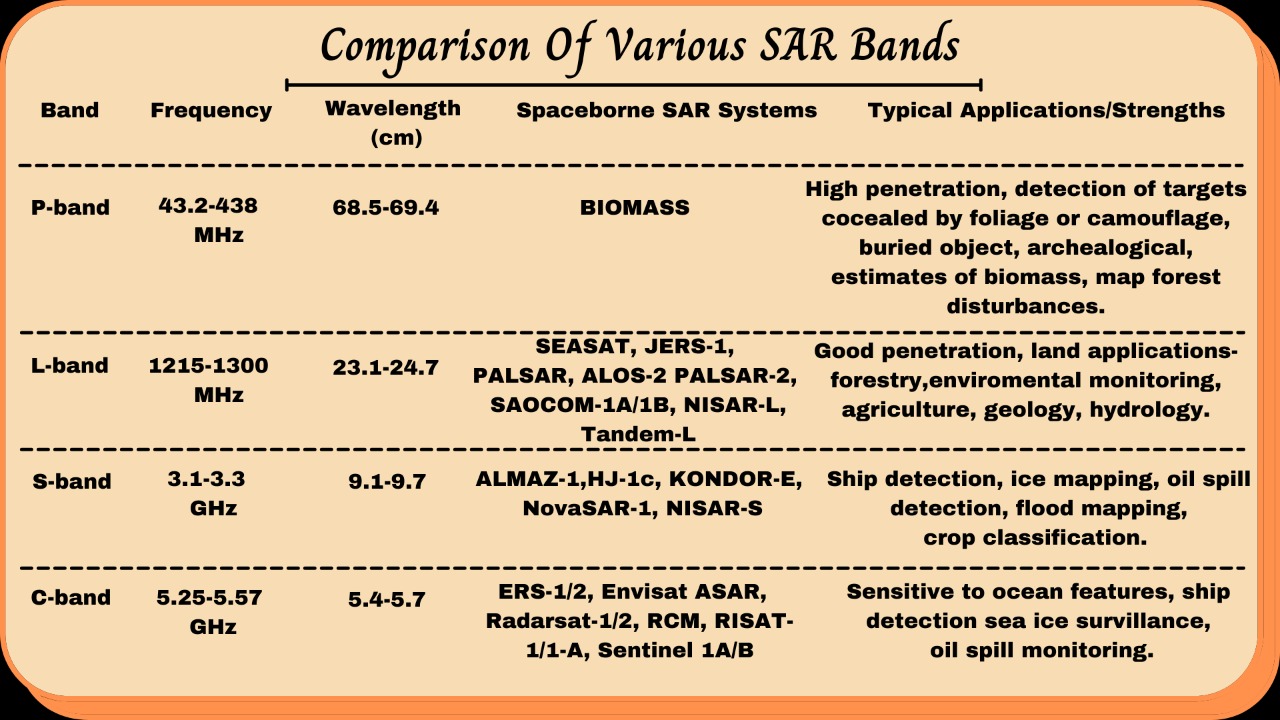 Comparison Of Various SAR Bands
Band Frequency Wavelength (cm) Spaceborne SAR Systems Typical Applications/Strengths
P-band
43.2-438
MHz
68.5-69.4
BIOMASS
High penetration, detection of targets
cocealed by foliage or camouflage,
buried object, archealogical,
estimates of biomass, map forest
disturbances.
L-band
1215-1300
MHz
23.1-24.7
SEASAT, JERS-1,
PALSAR, ALOS-2 PALSAR-2,
SAOCOM-1A/1B, NISAR-L,
Tandem-L
Good penetration, land applications-
forestry,enviromental monitoring,
agriculture, geology, hydrology.
S-band
3.1-3.3
GHz
9.1-9.7
ALMAZ-1,HJ-1c, KONDOR-E,
NovaSAR-1, NISAR-S
Ship detection, ice mapping, oil spill
detection, flood mapping,
crop classification.
C-band
5.25-5.57
GHz
5.4-5.7
ERS-1/2, Envisat ASAR,
Radarsat-1/2, RCM, RISAT-
1/1-A, Sentinel 1A/B
Sensitive to ocean features, ship
detection sea ice survillance,
oil spill monitoring.